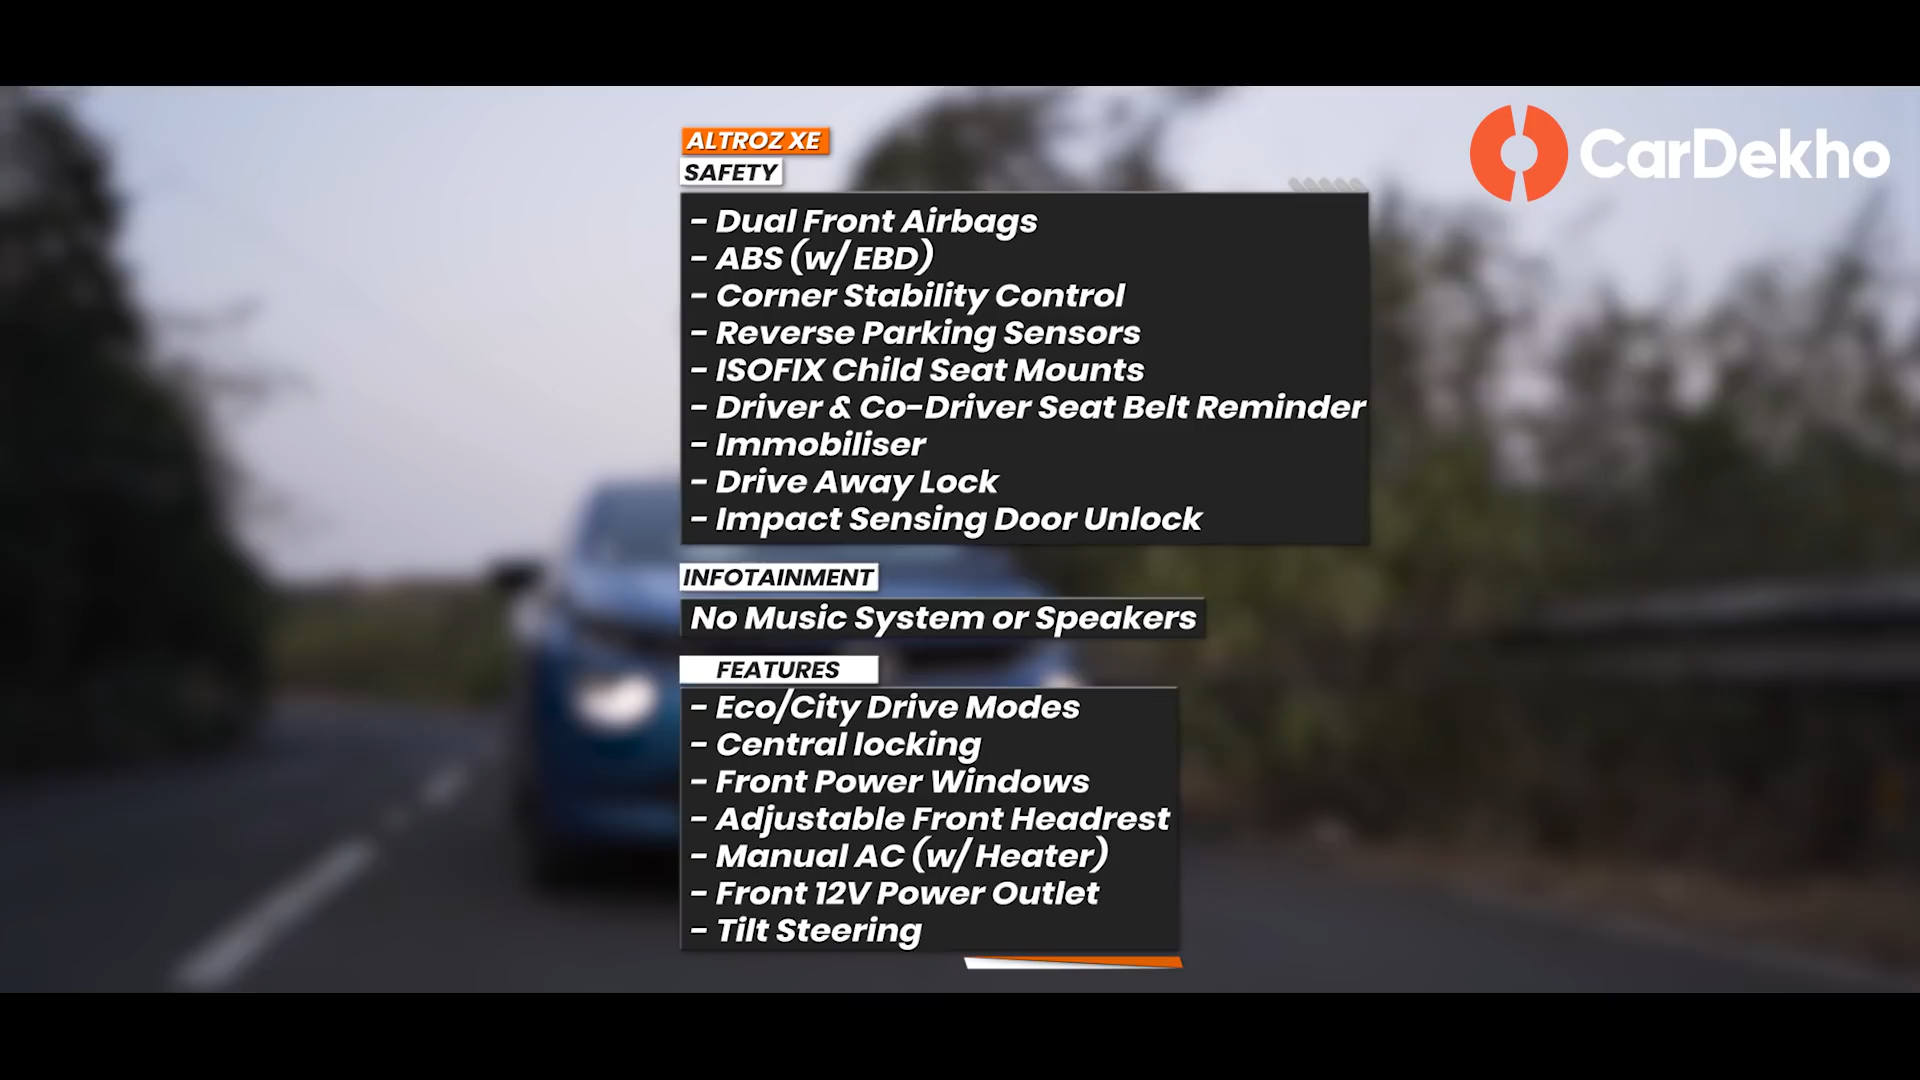 ALTROZ XE
CarDekho
SAFETY
- Dual Front Airbags
- ABS (w/ EBD)
- Corner Stability Control
- Reverse Parking Sensors
- ISOFIX Child Seat Mounts
- Driver & Co-Driver Seat Belt Reminder
- Immobiliser
- Drive Away Lock
- Impact Sensing Door Unlock
INFOTAINMENT
No Music System or Speakers
FEATURES
- Eco/City Drive Modes
- Central locking
- Front Power Windows
- Adjustable Front Headrest
- Manual AC (w/ Heater)
- Front 12V Power Outlet
- Tilt Steering